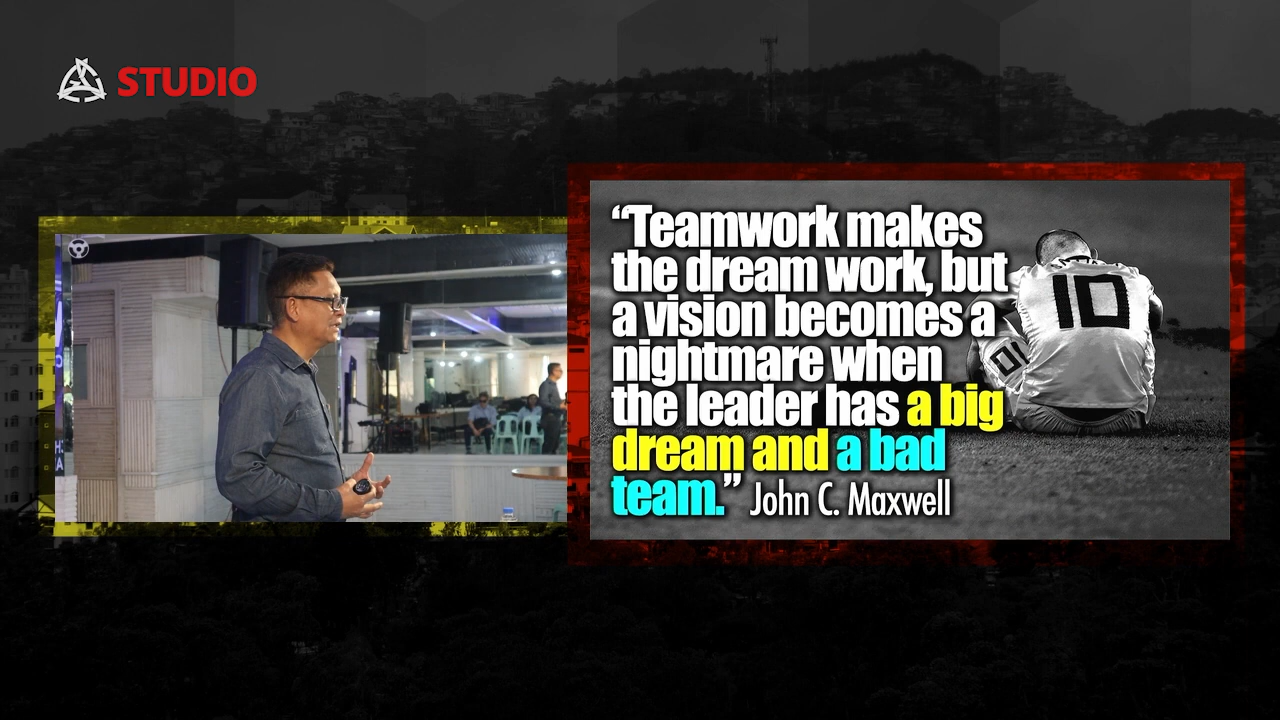 STUDIO
“Teamwork makes
the dream work, but
a vision becomes a
nightmare when
the leader has a big
dream and a bad
team.” John C. Maxwell
10